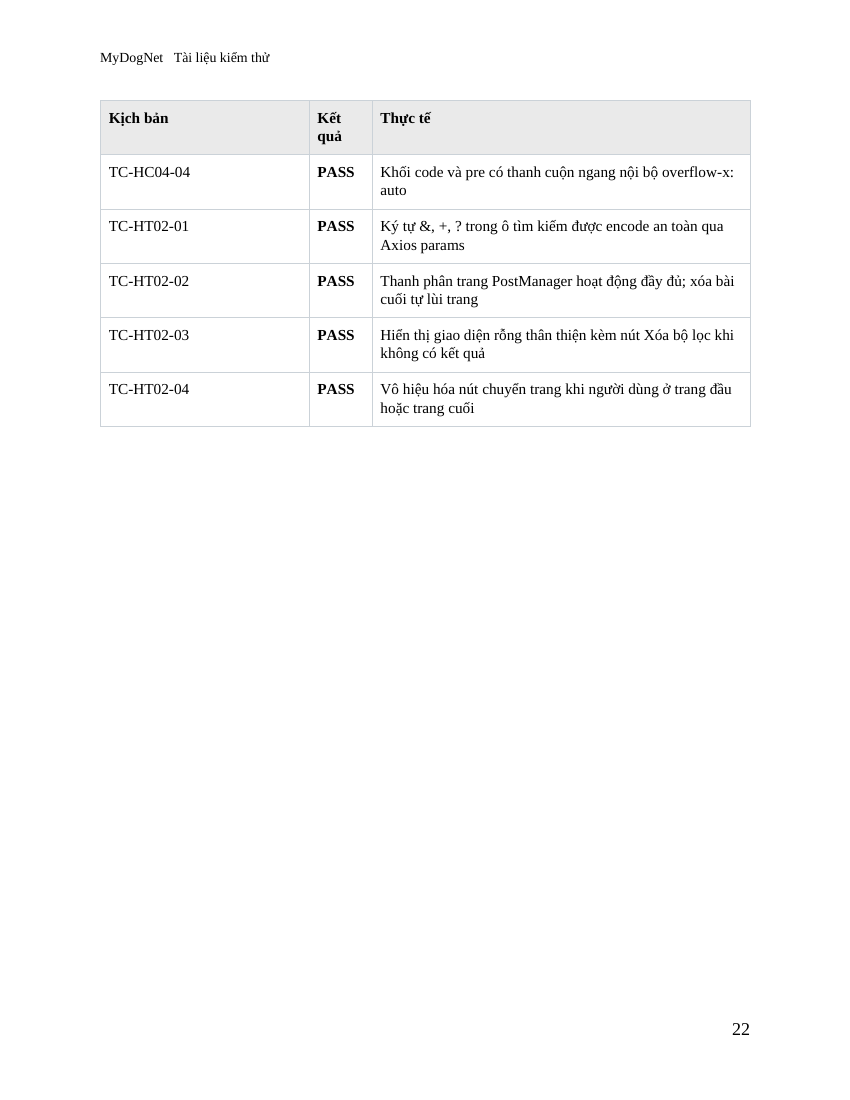 MyDogNet Tài liệu kiểm thử
Kịch bản
Kết
quả
Thực tế
TC-HC04-04
PASS
Khối code và pre có thanh cuộn ngang nội bộ overflow-x:
auto
TC-HT02-01
PASS
Ký tự &, +, ? trong ô tìm kiếm được encode an toàn qua
Axios params
TC-HT02-02
PASS
Thanh phân trang PostManager hoạt động đầy đủ; xóa bài
cuối tự lùi trang
TC-HT02-03
PASS
Hiển thị giao diện rỗng thân thiện kèm nút Xóa bộ lọc khi
không có kết quả
TC-HT02-04
PASS
Vô hiệu hóa nút chuyển trang khi người dùng ở trang đầu
hoặc trang cuối
22